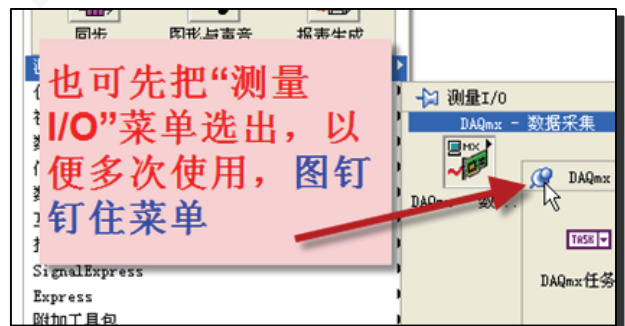 同步 图形与声音 报表生成
也可先把“测量
I/O”菜单选出，以
便多次使用，图钉
钉住菜单
测量I/O
DAQmx - 数据采集
MX
DAQmx
DAQmx
TASK
DAQmx任务
SignalExpress
Express
附加工具包